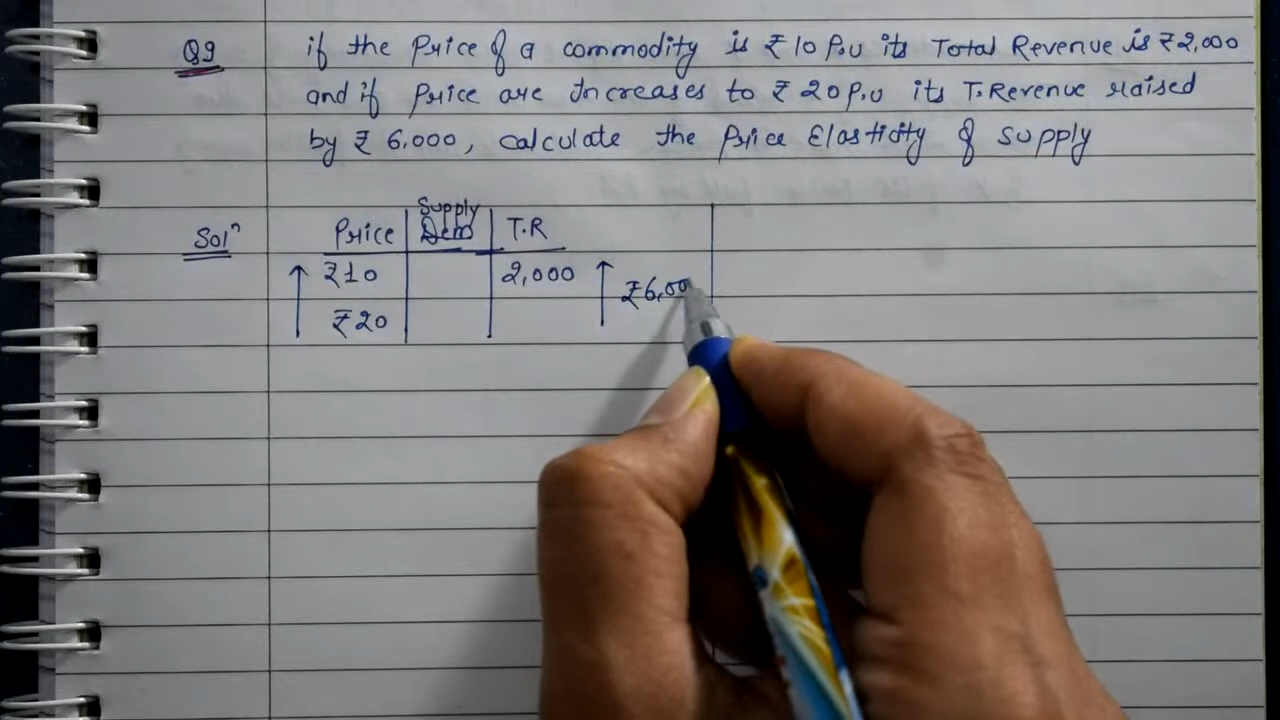 Q9 if the Price of a commodity is ₹10 P.u its Total Revenue is ₹2,000
and if Price are Increases to ₹20 P.u its T.Revenue raised
by ₹ 6,000, calculate the Price Elasticity of supply
Solⁿ Price Supply T.R
₹10 2,000 ₹6,00
₹20